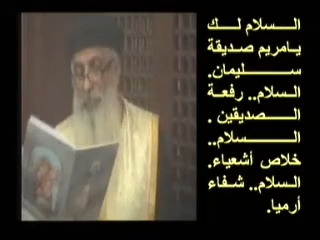 السلام لك
يامريم صديقة
سليمان.
السلام.. رفعة
الصديقين .
السلام..
خلاص أشعياء.
السلام.. شفاء
أرميا.